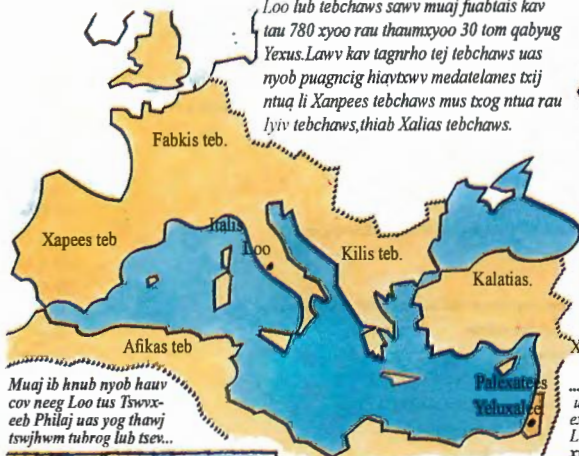 Loo lub tebchaws sawv muaj fuabtais kav
tau 780 xyoo rau thaumxyoo 30 tom qabyug
Yexus.Lawv kav tagnrho tej tebchaws uas
nyob puagncig hiavtxwv medatelanes txij
ntua li Xanpees tebchaws mus txog ntua rau
Iyiv tebchaws,thiab Xalias tebchaws.
Fabkis teb.
Xapees teb
Italis
Loo
Kilis teb.
Kalatias.
Afikas teb
Palexatees
Yeluxalee
Muaj ib hnub nyob hauv
cov neeg Loo tus Tswvx-
eeb Philaj uas yog thawj
tswjhwm tubrog lub tsev...